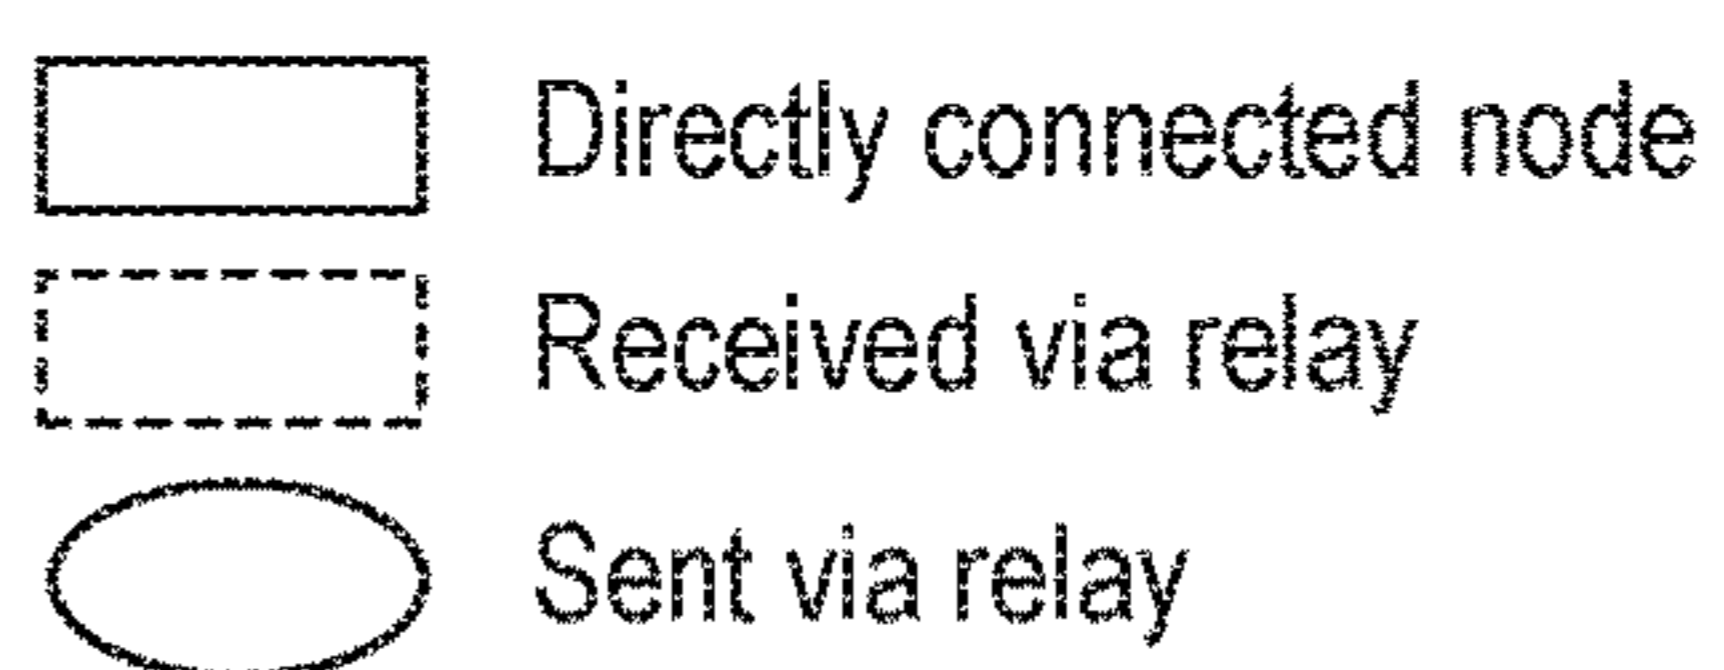 Directly connected node
Received via relay
Sent via relay